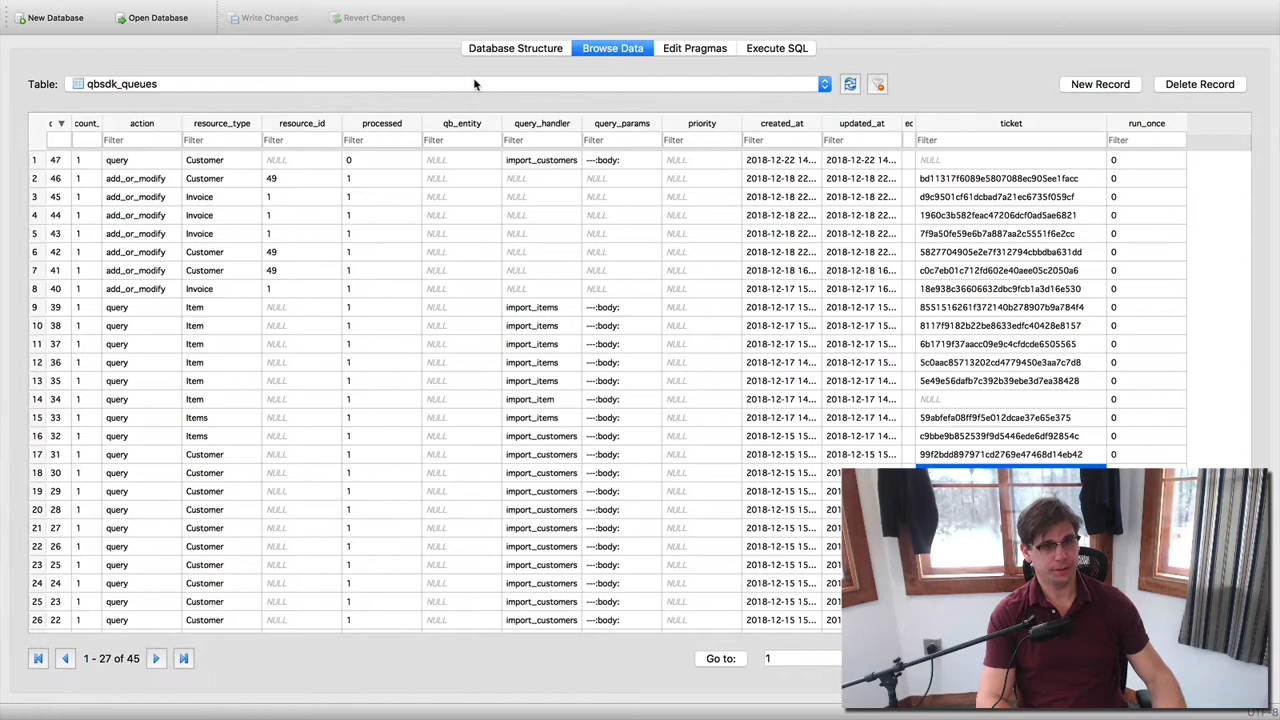 New Database Open Database Write Changes Revert Changes
Database Structure Browse Data Edit Pragmas Execute SQL
Table: qbsdk_queues New Record Delete Record
count_ action resource_type resource_id processed qb_entity query_handler query_params priority created_at updated_at ticket run_once
Filter Filter Filter Filter Filter Filter Filter Filter Filter Filter Filter Filter
1 47 1 query Customer NULL 0 NULL import_customers ---:body: NULL 2018-12-22 14... 2018-12-22 14... NULL 0
2 46 1 add_or_modify Customer 49 1 NULL NULL NULL NULL 2018-12-18 22... 2018-12-18 22... bd11317f6089e5807088ec905ee1facc 0
3 45 1 add_or_modify Invoice 1 1 NULL NULL NULL NULL 2018-12-18 22... 2018-12-18 22... d9c9501cf61dcbad7a21ec6735f059cf 0
4 44 1 add_or_modify Invoice 1 1 NULL NULL NULL NULL 2018-12-18 22... 2018-12-18 22... 1960c3b582feac47206dcf0ad5ae6821 0
5 43 1 add_or_modify Invoice 1 1 NULL NULL NULL NULL 2018-12-18 22... 2018-12-18 22... 7f9a50fe59e6b7a887aa2c5551f6e2cc 0
6 42 1 add_or_modify Customer 49 1 NULL NULL NULL NULL 2018-12-18 22... 2018-12-18 22... 5827704905e2e7f312794cbbdba631dd 0
7 41 1 add_or_modify Customer 49 1 NULL NULL NULL NULL 2018-12-18 16... 2018-12-18 22... c0c7eb01c712fd602e40aee05c2050a6 0
8 40 1 add_or_modify Invoice 1 1 NULL NULL NULL NULL 2018-12-18 16... 2018-12-17 16... 18e938c36606632dbc9fcb1a3d16e530 0
9 39 1 query Item NULL 1 NULL import_items ---:body: NULL 2018-12-17 15... 2018-12-17 15... 8551516261f372140b278907b9a784f4 0
10 38 1 query Item NULL 1 NULL import_items ---:body: NULL 2018-12-17 15... 2018-12-17 15... 8117f9182b22be8633edfc40428e8157 0
11 37 1 query Item NULL 1 NULL import_items ---:body: NULL 2018-12-17 15... 2018-12-17 15... 6b1719f37aacc09e9c4cfdcde6505565 0
12 36 1 query Item NULL 1 NULL import_items ---:body: NULL 2018-12-17 14... 2018-12-17 15... 5c0aac85713202cd4779450e3aa7c7d8 0
13 35 1 query Item NULL 1 NULL import_items ---:body: NULL 2018-12-17 14... 2018-12-17 15... 5e49e56dafb7c392b39ebe3d7ea38428 0
14 34 1 query Item NULL 1 NULL import_item ---:body: NULL 2018-12-17 14... 2018-12-17 14... NULL 0
15 33 1 query Items NULL 1 NULL import_items ---:body: NULL 2018-12-17 14... 2018-12-17 14... 59abfefa08ff9f5e012dcae37e65e375 0
16 32 1 query Items NULL 1 NULL import_customers ---:body: NULL 2018-12-15 15... 2018-12-17 14... c9bbe9b852539f9d5446ede6df92854c 0
17 31 1 query Customer NULL 1 NULL import_customers ---:body: NULL 2018-12-15 15... 2018-12-15 15... 99f2bdd897971cd2769e47468d14eb42 0
18 30 1 query Customer NULL 1 NULL import_customers ---:body: NULL 2018-12-15 15...
19 29 1 query Customer NULL 1 NULL import_customers ---:body: NULL 2018-12-15 15...
20 28 1 query Customer NULL 1 NULL import_customers ---:body: NULL 2018-12-15 15...
21 27 1 query Customer NULL 1 NULL import_customers ---:body: NULL 2018-12-15 15...
22 26 1 query Customer NULL 1 NULL import_customers ---:body: NULL 2018-12-15 15...
23 25 1 query Customer NULL 1 NULL import_customers ---:body: NULL 2018-12-15 15...
24 24 1 query Customer NULL 1 NULL import_customers ---:body: NULL 2018-12-15 15...
25 23 1 query Customer NULL 1 NULL import_customers ---:body: NULL 2018-12-15 15...
26 22 1 query Customer NULL 1 NULL import_customers ---:body: NULL 2018-12-15 15...
1 - 27 of 45 Go to: 1